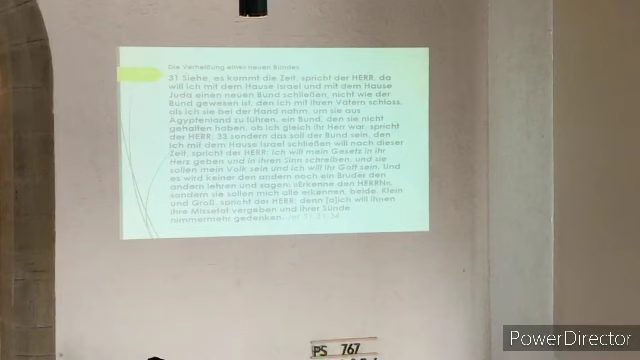 Die Verheißung eines neuen Bundes
31 Siehe, es kommt die Zeit, spricht der HERR, da
will ich mit dem Hause Israel und mit dem Hause
Juda einen neuen Bund schließen, nicht wie der
Bund gewesen ist, den ich mit ihren Vätern schloss,
als ich sie bei der Hand nahm, um sie aus
Ägyptenland zu führen, ein Bund, den sie nicht
gehalten haben, ob ich gleich ihr Herr war, spricht
der HERR; 33 sondern das soll der Bund sein, den
ich mit dem Hause Israel schließen will nach dieser
Zeit, spricht der HERR: Ich will mein Gesetz in ihr
Herz geben und in ihren Sinn schreiben, und sie
sollen mein Volk sein und ich will ihr Gott sein. Und
es wird keiner den andern noch ein Bruder den
andern lehren und sagen: »Erkenne den HERRN«,
sondern sie sollen mich alle erkennen, beide, Klein
und Groß, spricht der HERR; denn [a]ich will ihnen
ihre Missetat vergeben und ihrer Sünde
nimmermehr gedenken.
PS 767
PowerDirector